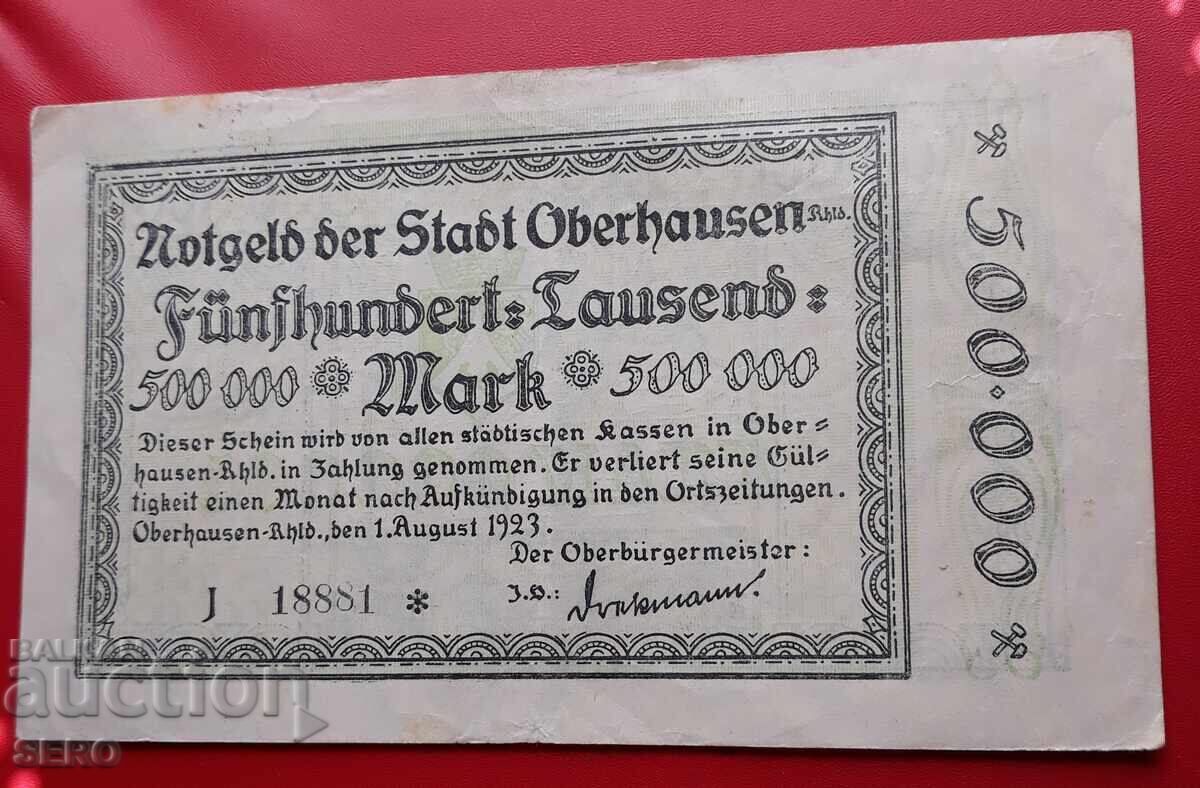 Notgeld der Stadt Oberhausen Rhld.
Fünfhundert: Tausend:
500 000 Mark 500 000
Dieser Schein wird von allen städtischen Kassen in Ober=
hausen-Rhld. in Zahlung genommen. Er verliert seine Gül=
tigkeit einen Monat nach Aufkündigung in den Ortszeitungen.
Oberhausen-Rhld., den 1. August 1923.
Der Oberbürgermeister:
J 18881 * J.V.:
500·000
BALKAN
auction
SERO